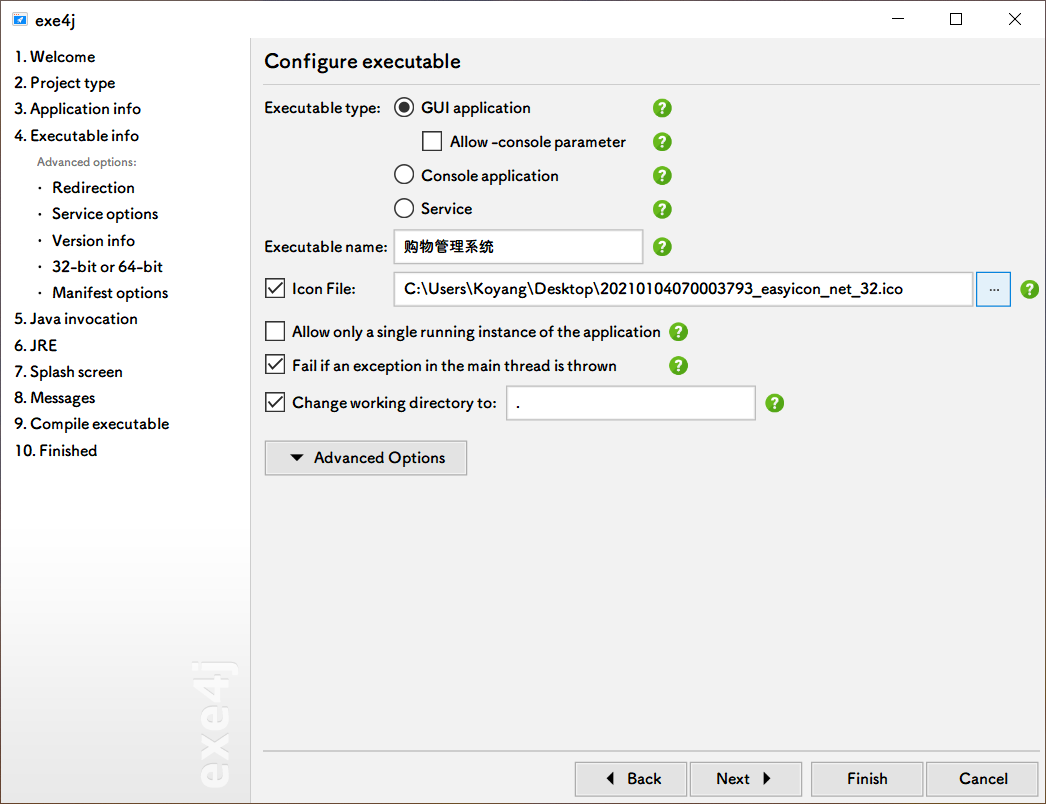 exe4j
1. Welcome
2. Project type
3. Application info
4. Executable info
Advanced options:
· Redirection
· Service options
· Version info
· 32-bit or 64-bit
· Manifest options
5. Java invocation
6. JRE
7. Splash screen
8. Messages
9. Compile executable
10. Finished
exe4j
Configure executable
Executable type: GUI application ?
Allow -console parameter ?
Console application ?
Service ?
Executable name: 购物管理系统 ?
Icon File: C:\Users\Koyang\Desktop\20210104070003793_easyicon_net_32.ico ... ?
Allow only a single running instance of the application ?
Fail if an exception in the main thread is thrown ?
Change working directory to: . ?
Advanced Options
Back Next Finish Cancel